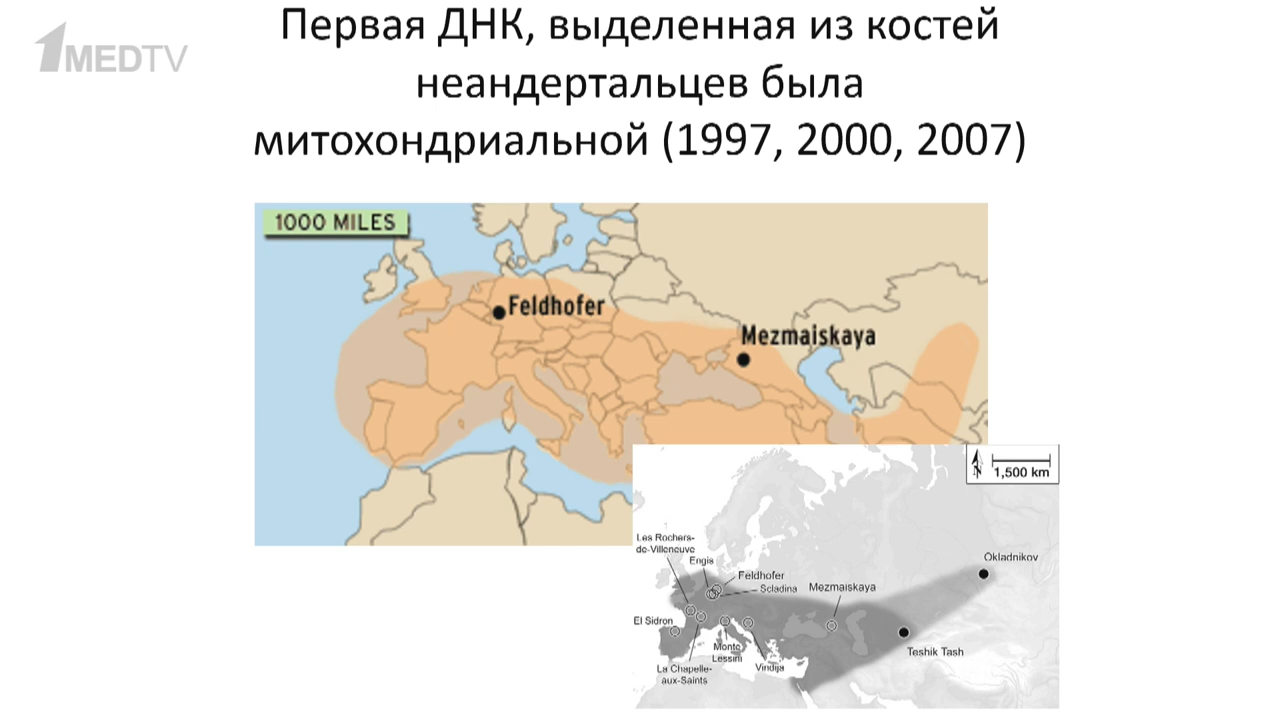 1MEDTV
Первая ДНК, выделенная из костей
неандертальцев была
митохондриальной (1997, 2000, 2007)
1000 MILES
Feldhofer
Mezmaiskaya
N
1,500 km
Les Rochers-
de-Villeneuve
Engis
Feldhofer
Scladina
Mezmaiskaya
Okladnikov
El Sidron
Monte
Lessini
Vindija
Teshik Tash
La Chapelle-
aux-Saints